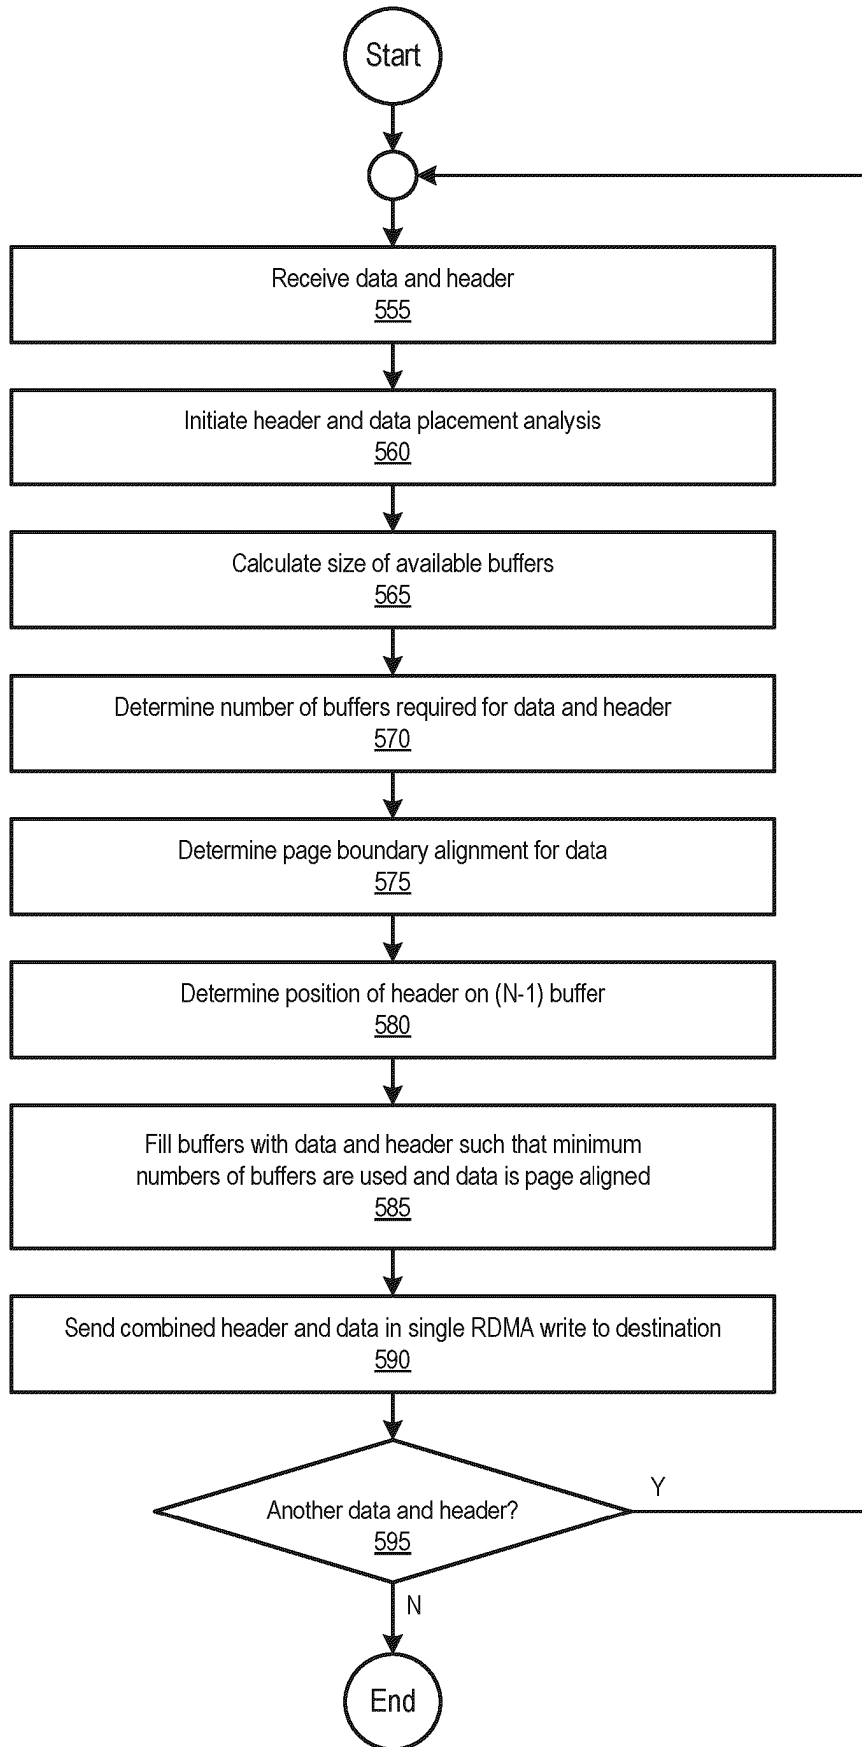 Start
Receive data and header
555
Initiate header and data placement analysis
560
Calculate size of available buffers
565
Determine number of buffers required for data and header
570
Determine page boundary alignment for data
575
Determine position of header on (N-1) buffer
580
Fill buffers with data and header such that minimum
numbers of buffers are used and data is page aligned
585
Send combined header and data in single RDMA write to destination
590
Y
Another data and header?
595
N
End